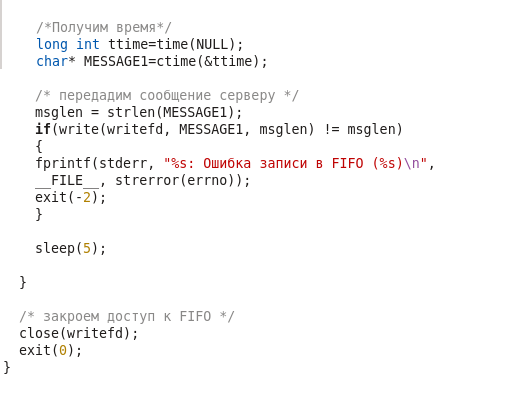 /*Получим время*/
long int ttime=time(NULL);
char* MESSAGE1=ctime(&ttime);
/* передадим сообщение серверу */
msglen = strlen(MESSAGE1);
if(write(writefd, MESSAGE1, msglen) != msglen)
{
fprintf(stderr, "%s: Ошибка записи в FIFO (%s)\n",
__FILE__, strerror(errno));
exit(-2);
}
sleep(5);
}
/* закроем доступ к FIFO */
close(writefd);
exit(0);
}